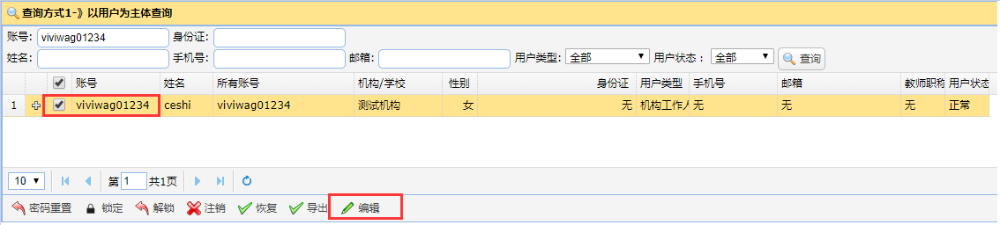 查询方式1-》以用户为主体查询
账号: viviwag01234 身份证:
姓名: 手机号: 邮箱: 用户类型: 全部 用户状态： 全部 查询
账号 姓名 所有账号 机构/学校 性别 身份证 用户类型 手机号 邮箱 教师职称 用户状态
1 viviwag01234 ceshi viviwag01234 测试机构 女 无 机构工作人 无 无 无 正常
10 第 1 共1页
密码重置 锁定 解锁 注销 恢复 导出 编辑